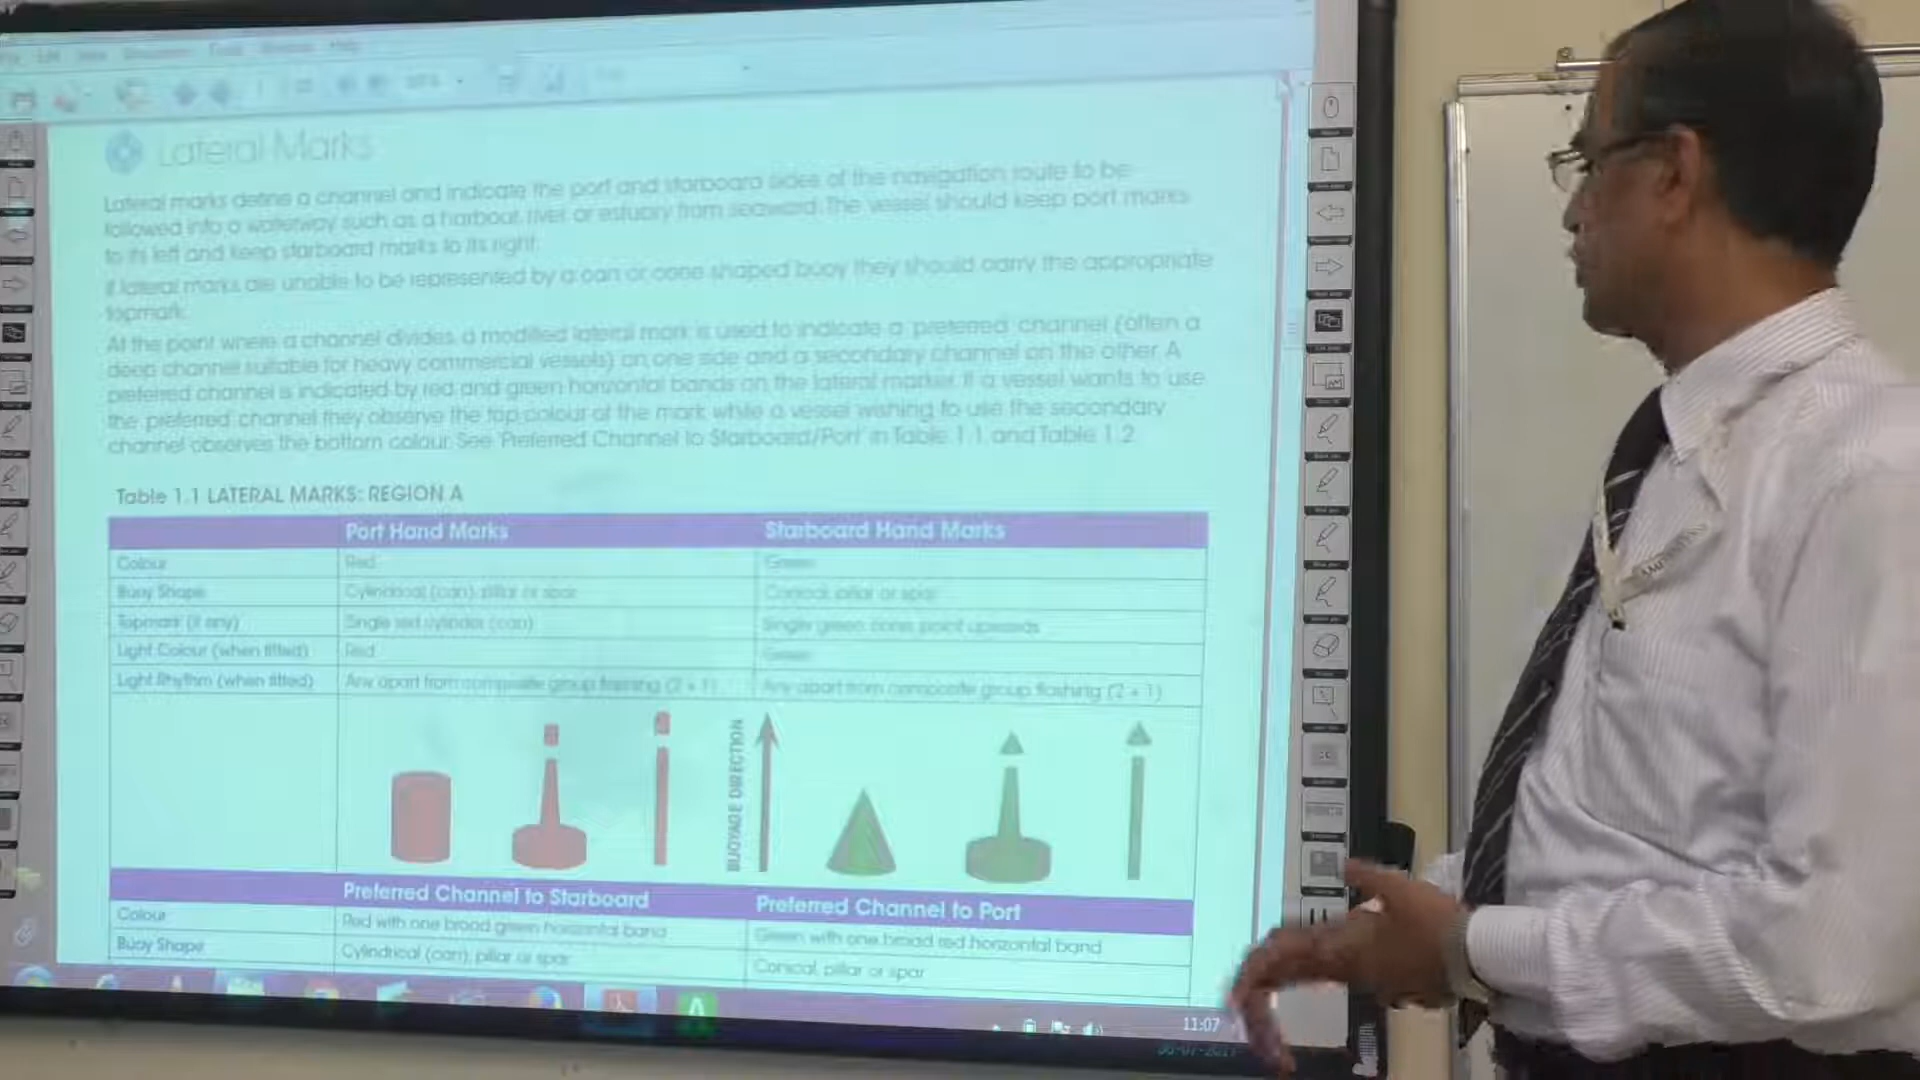 Help
Lateral Marks
Lateral marks define a channel and indicate the port and starboard sides of the navigation route to be
followed into a waterway such as a harbour, river or estuary from seaward. The vessel should keep port marks
to its left and keep starboard marks to its right.
If lateral marks are unable to be represented by a can or cone shaped buoy they should carry the appropriate
topmark.
At the point where a channel divides, a modified lateral mark is used to indicate a 'preferred' channel (often a
deep channel suitable for heavy commercial vessels) on one side and a secondary channel on the other. A
preferred channel is indicated by red and green horizontal bands on the lateral marker. If a vessel wants to use
the 'preferred' channel they observe the top colour of the mark, while a vessel wishing to use the secondary
channel observes the bottom colour. See 'Preferred Channel to Starboard/Port' in Table 1.1 and Table 1.2.
Table 1.1 LATERAL MARKS: REGION A
Port Hand Marks Starboard Hand Marks
Colour Red Green
Buoy Shape Cylindrical (can), pillar or spar Conical, pillar or spar
Topmark (if any) Single red cylinder (can) Single green cone, point upwards
Light Colour (when fitted) Red Green
Light Rhythm (when fitted) Any apart from composite group flashing (2 + 1) Any apart from composite group flashing (2 + 1)
BUOYAGE DIRECTION
Preferred Channel to Starboard Preferred Channel to Port
Colour Red with one broad green horizontal band Green with one broad red horizontal band
Buoy Shape Cylindrical (can), pillar or spar Conical, pillar or spar
11:07